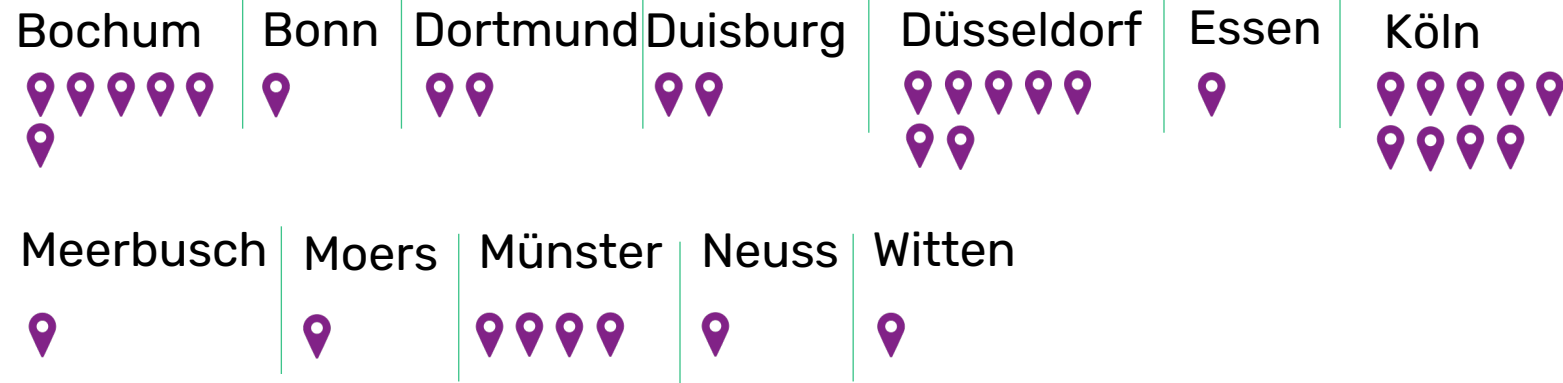 Bochum Bonn Dortmund Duisburg Düsseldorf Essen Köln
Meerbusch Moers Münster Neuss Witten